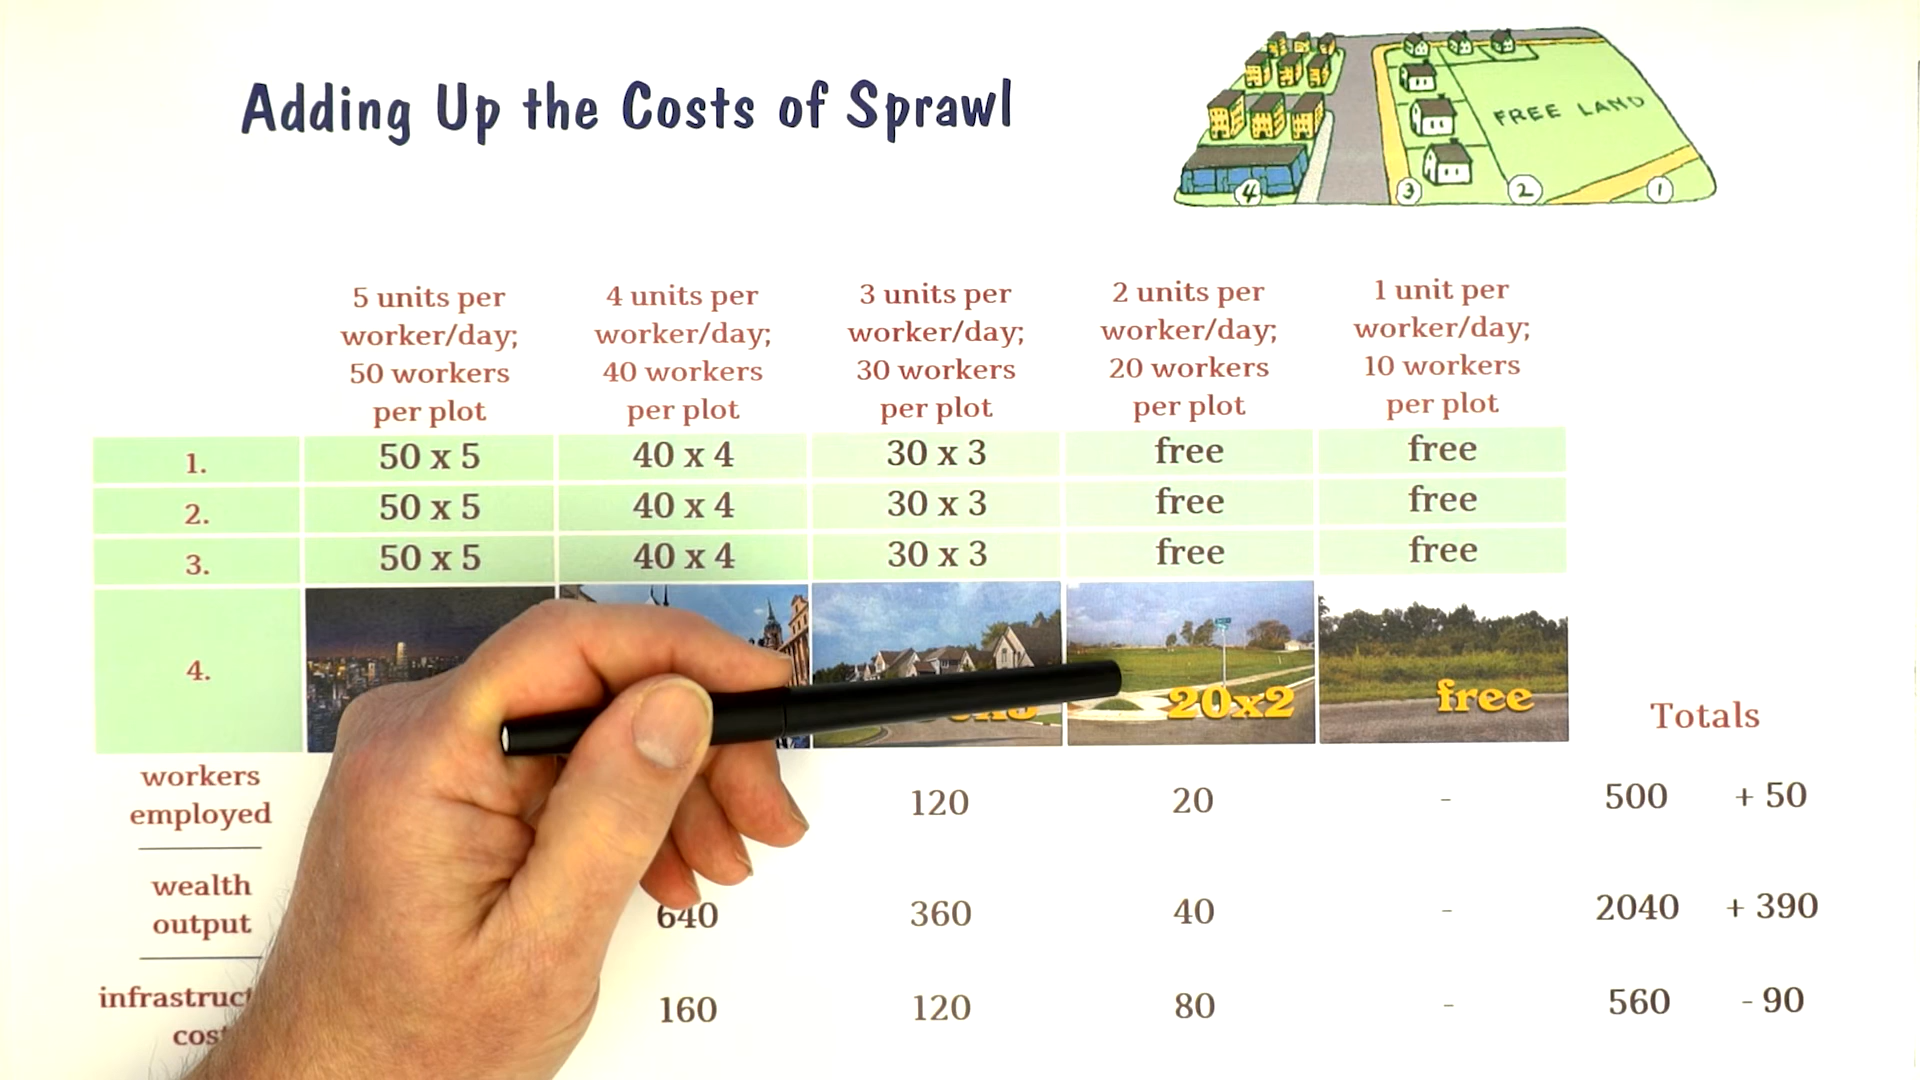 Adding Up the Costs of Sprawl
FREE LAND
4 3 2 1
5 units per worker/day; 50 workers per plot
4 units per worker/day; 40 workers per plot
3 units per worker/day; 30 workers per plot
2 units per worker/day; 20 workers per plot
1 unit per worker/day; 10 workers per plot
1. 50 x 5 40 x 4 30 x 3 free free
2. 50 x 5 40 x 4 30 x 3 free free
3. 50 x 5 40 x 4 30 x 3 free free
4. 20x2 free
Totals
workers employed 120 20 - 500 + 50
wealth output 640 360 40 - 2040 + 390
160 120 80 - 560 - 90